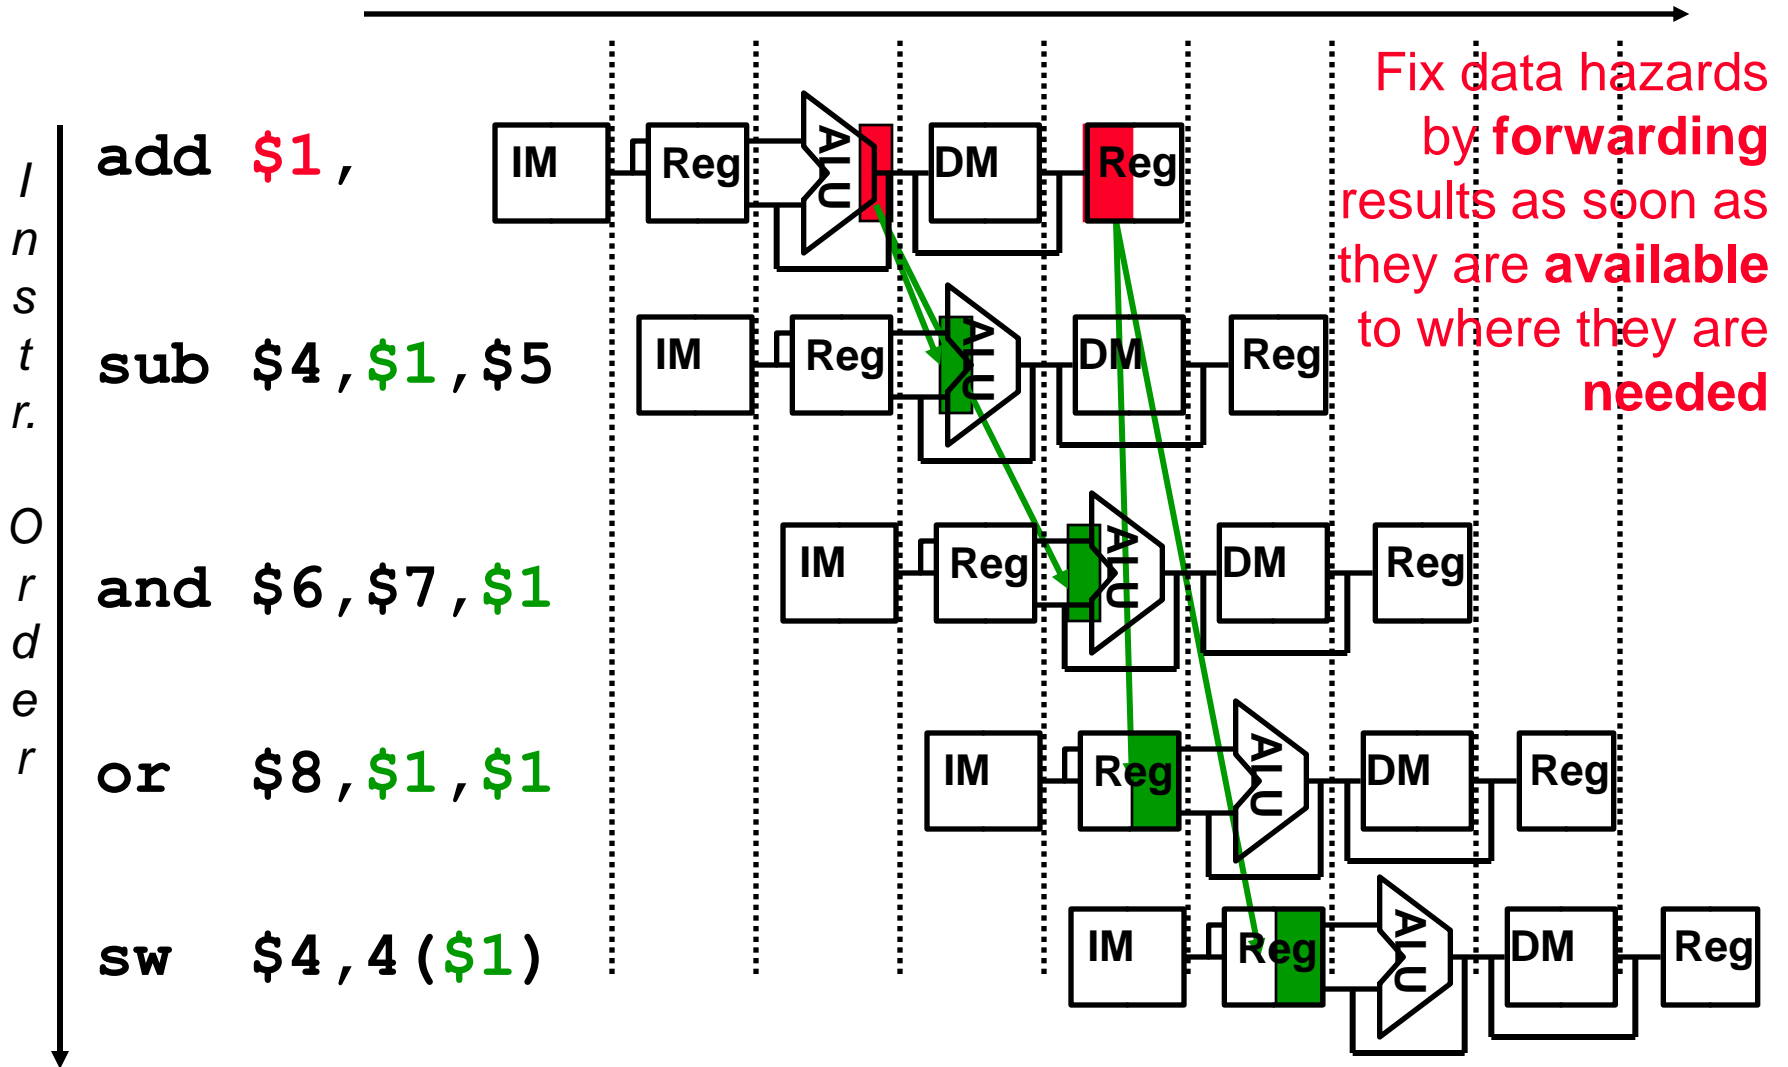 Fix data hazards
by forwarding
results as soon as
they are available
to where they are
needed
Instr. Order
add $1,
IM Reg ALU DM Reg
sub $4,$1,$5
IM Reg ALU DM Reg
and $6,$7,$1
IM Reg ALU DM Reg
or $8,$1,$1
IM Reg ALU DM Reg
sw $4,4($1)
IM Reg ALU DM Reg